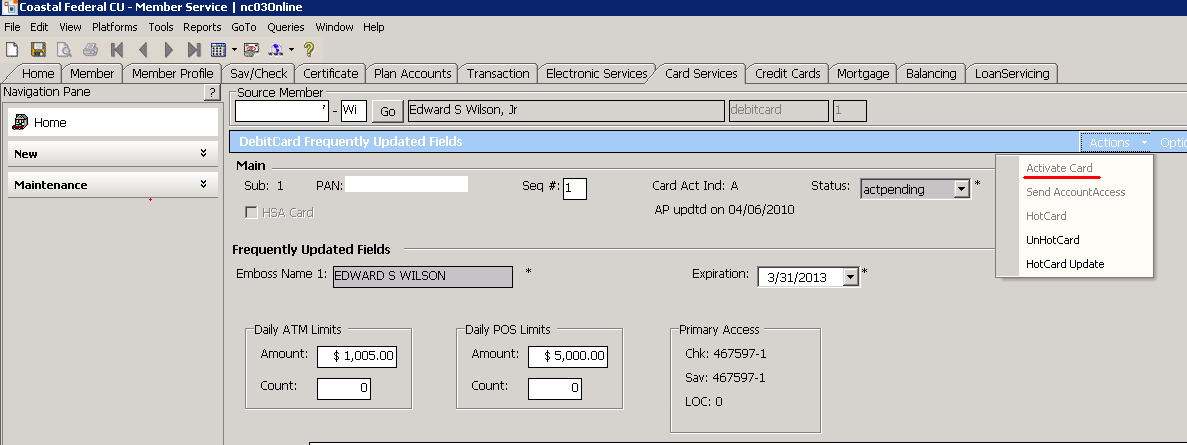 Coastal Federal CU - Member Service | nc03Online
File Edit View Platforms Tools Reports GoTo Queries Window Help
Home Member Member Profile Sav/Check Certificate Plan Accounts Transaction Electronic Services Card Services Credit Cards Mortgage Balancing LoanServicing
Navigation Pane ?
Source Member
- Wi Go Edward S Wilson, Jr debitcard 1
Home
DebitCard Frequently Updated Fields Actions Optio
New
Main
Activate Card
Maintenance
Sub: 1 PAN: Seq #: 1 Card Act Ind: A Status: actpending *
Send AccountAccess
HSA Card
AP updtd on 04/06/2010
HotCard
UnHotCard
Frequently Updated Fields
HotCard Update
Emboss Name 1: EDWARD S WILSON * Expiration: 3/31/2013 *
Daily ATM Limits Daily POS Limits Primary Access
Amount: $ 1,005.00 Amount: $ 5,000.00 Chk: 467597-1
Sav: 467597-1
Count: 0 Count: 0
LOC: 0